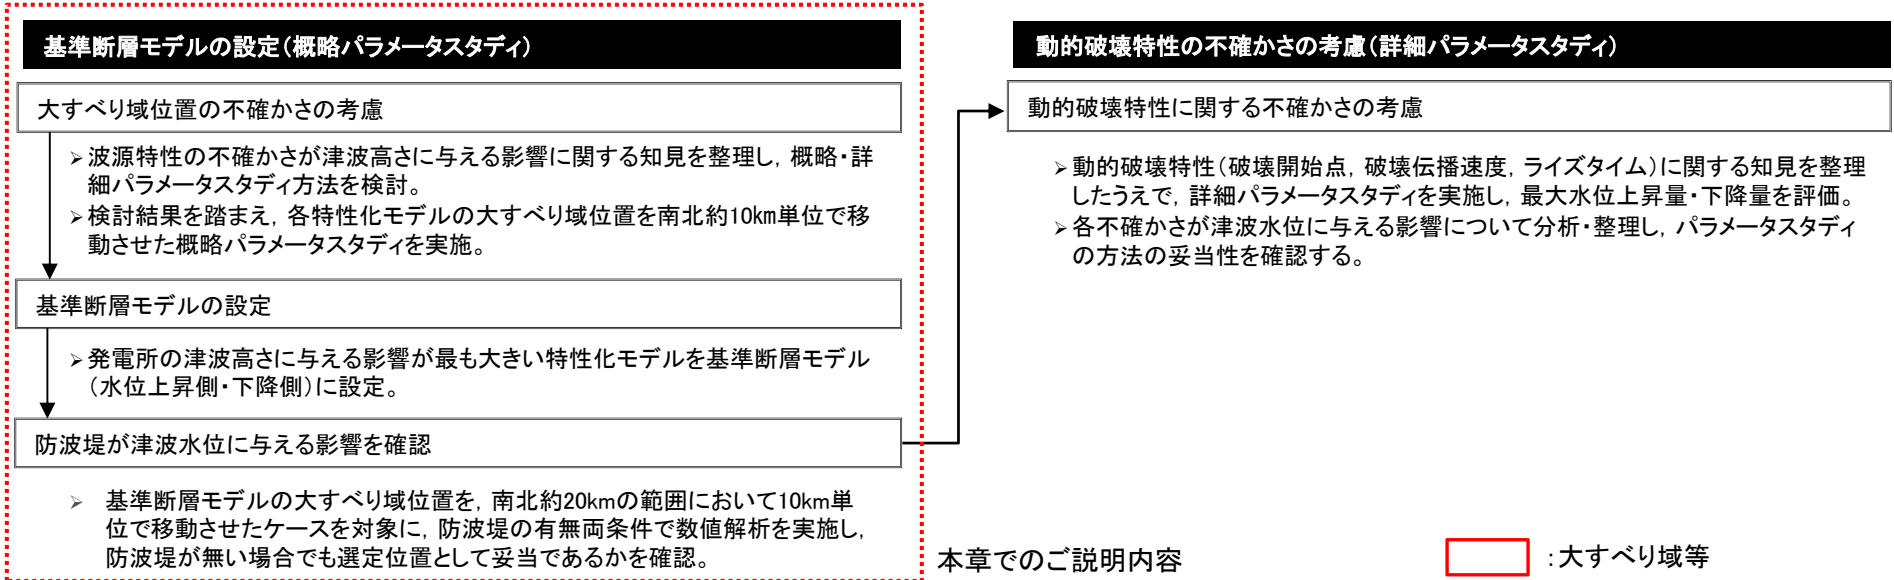 基準断層モデルの設定(概略パラメータスタディ)
大すべり域位置の不確かさの考慮
➢波源特性の不確かさが津波高さに与える影響に関する知見を整理し，概略・詳
細パラメータスタディ方法を検討。
➢検討結果を踏まえ，各特性化モデルの大すべり域位置を南北約10km単位で移
動させた概略パラメータスタディを実施。
基準断層モデルの設定
➢発電所の津波高さに与える影響が最も大きい特性化モデルを基準断層モデル
(水位上昇側・下降側)に設定。
防波堤が津波水位に与える影響を確認
➢ 基準断層モデルの大すべり域位置を，南北約20kmの範囲において10km単
位で移動させたケースを対象に，防波堤の有無両条件で数値解析を実施し，
防波堤が無い場合でも選定位置として妥当であるかを確認。
動的破壊特性の不確かさの考慮(詳細パラメータスタディ)
動的破壊特性に関する不確かさの考慮
➢動的破壊特性(破壊開始点，破壊伝播速度，ライズタイム)に関する知見を整理
したうえで，詳細パラメータスタディを実施し，最大水位上昇量・下降量を評価。
➢各不確かさが津波水位に与える影響について分析・整理し，パラメータスタディ
の方法の妥当性を確認する。
本章でのご説明内容
：大すべり域等